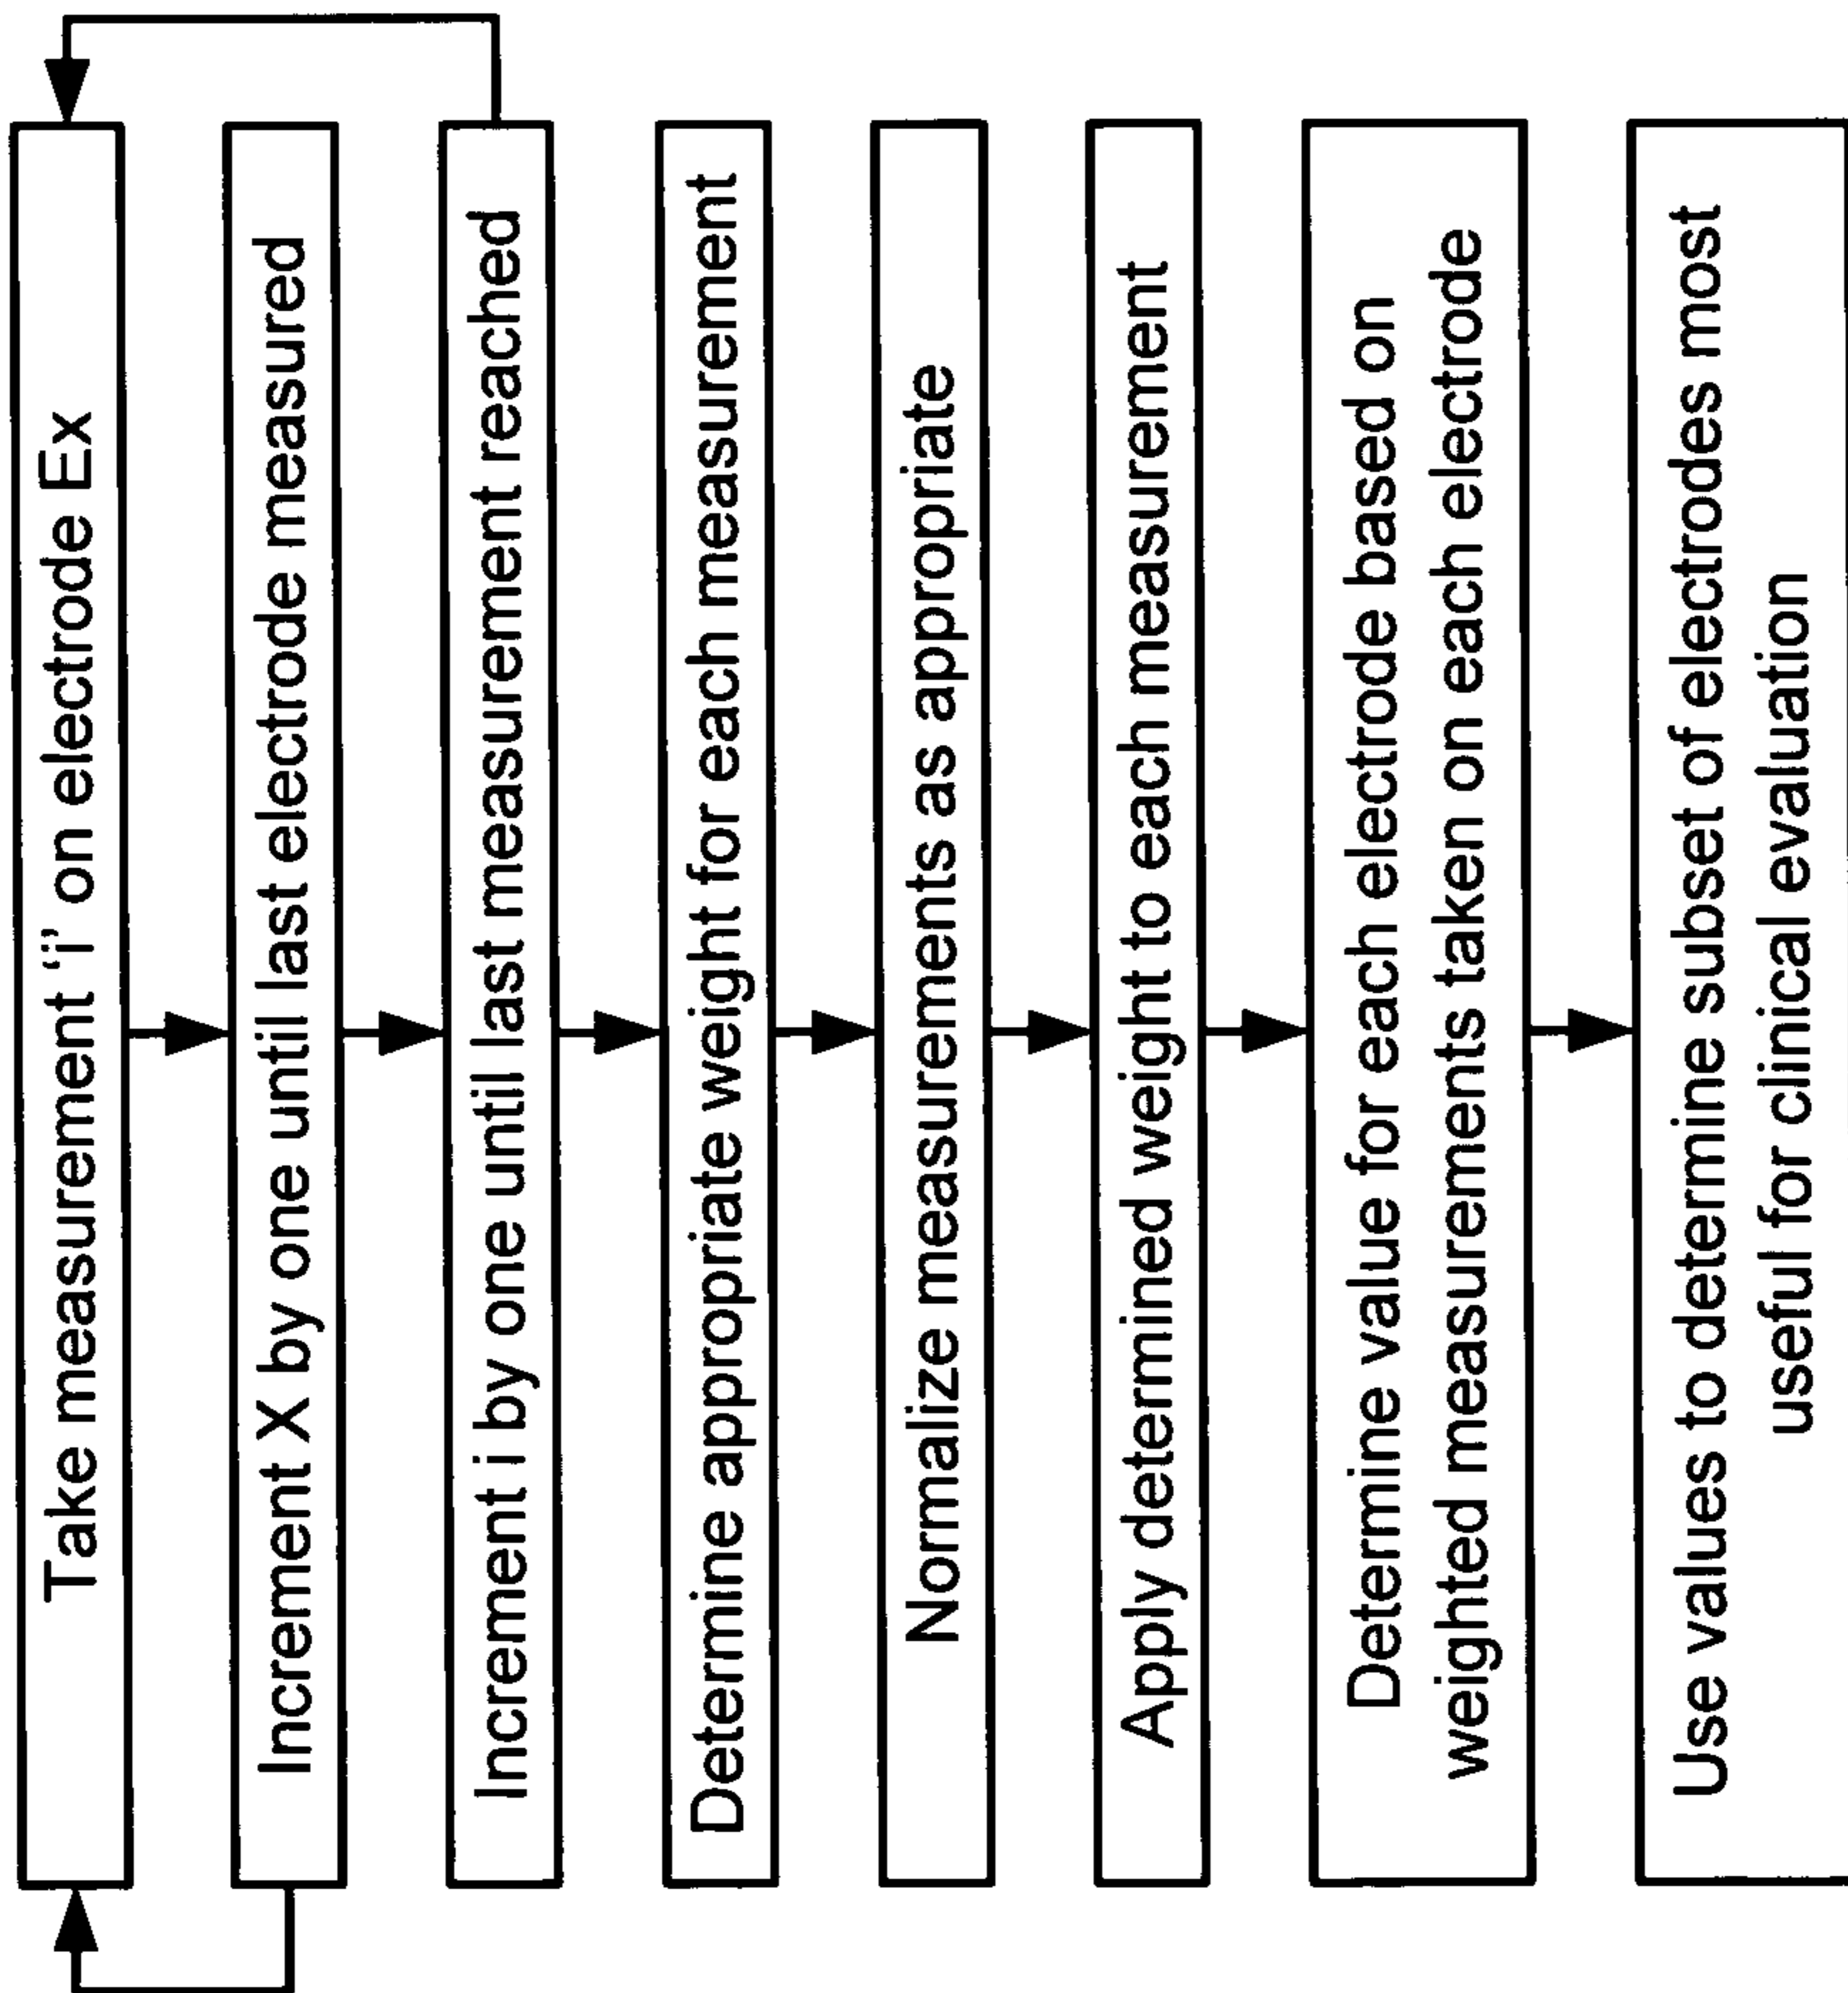 Take measurement 'i' on electrode Ex
Increment X by one until last electrode measured
Increment i by one until last measurement reached
Determine appropriate weight for each measurement
Normalize measurements as appropriate
Apply determined weight to each measurement
Determine value for each electrode based on
weighted measurements taken on each electrode
Use values to determine subset of electrodes most
useful for clinical evaluation